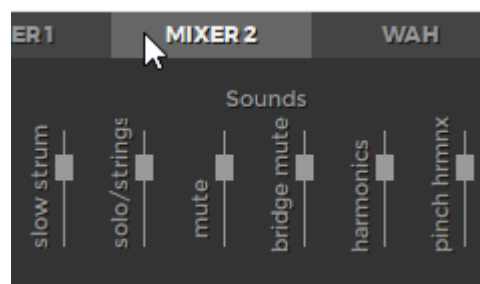 ER 1
MIXER 2
WAH
Sounds
slow strum
solo/strings
mute
bridge mute
harmonics
pinch hrmnx